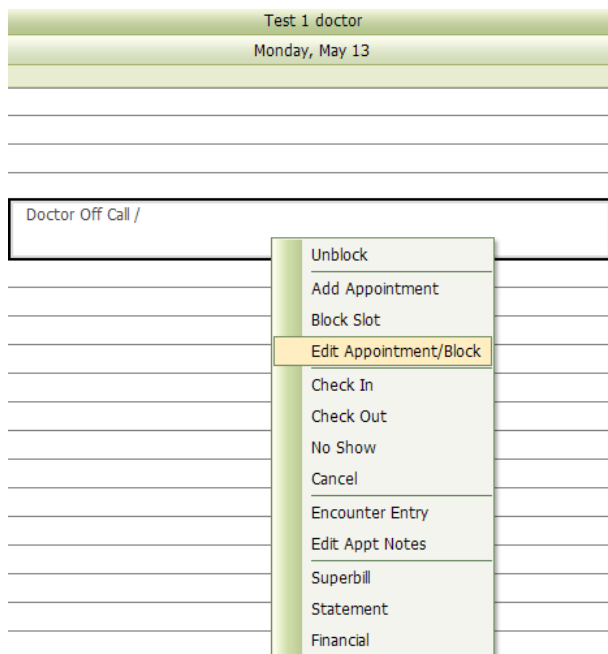 Test 1 doctor
Monday, May 13
Doctor Off Call /
Unblock
Add Appointment
Block Slot
Edit Appointment/Block
Check In
Check Out
No Show
Cancel
Encounter Entry
Edit Appt Notes
Superbill
Statement
Financial